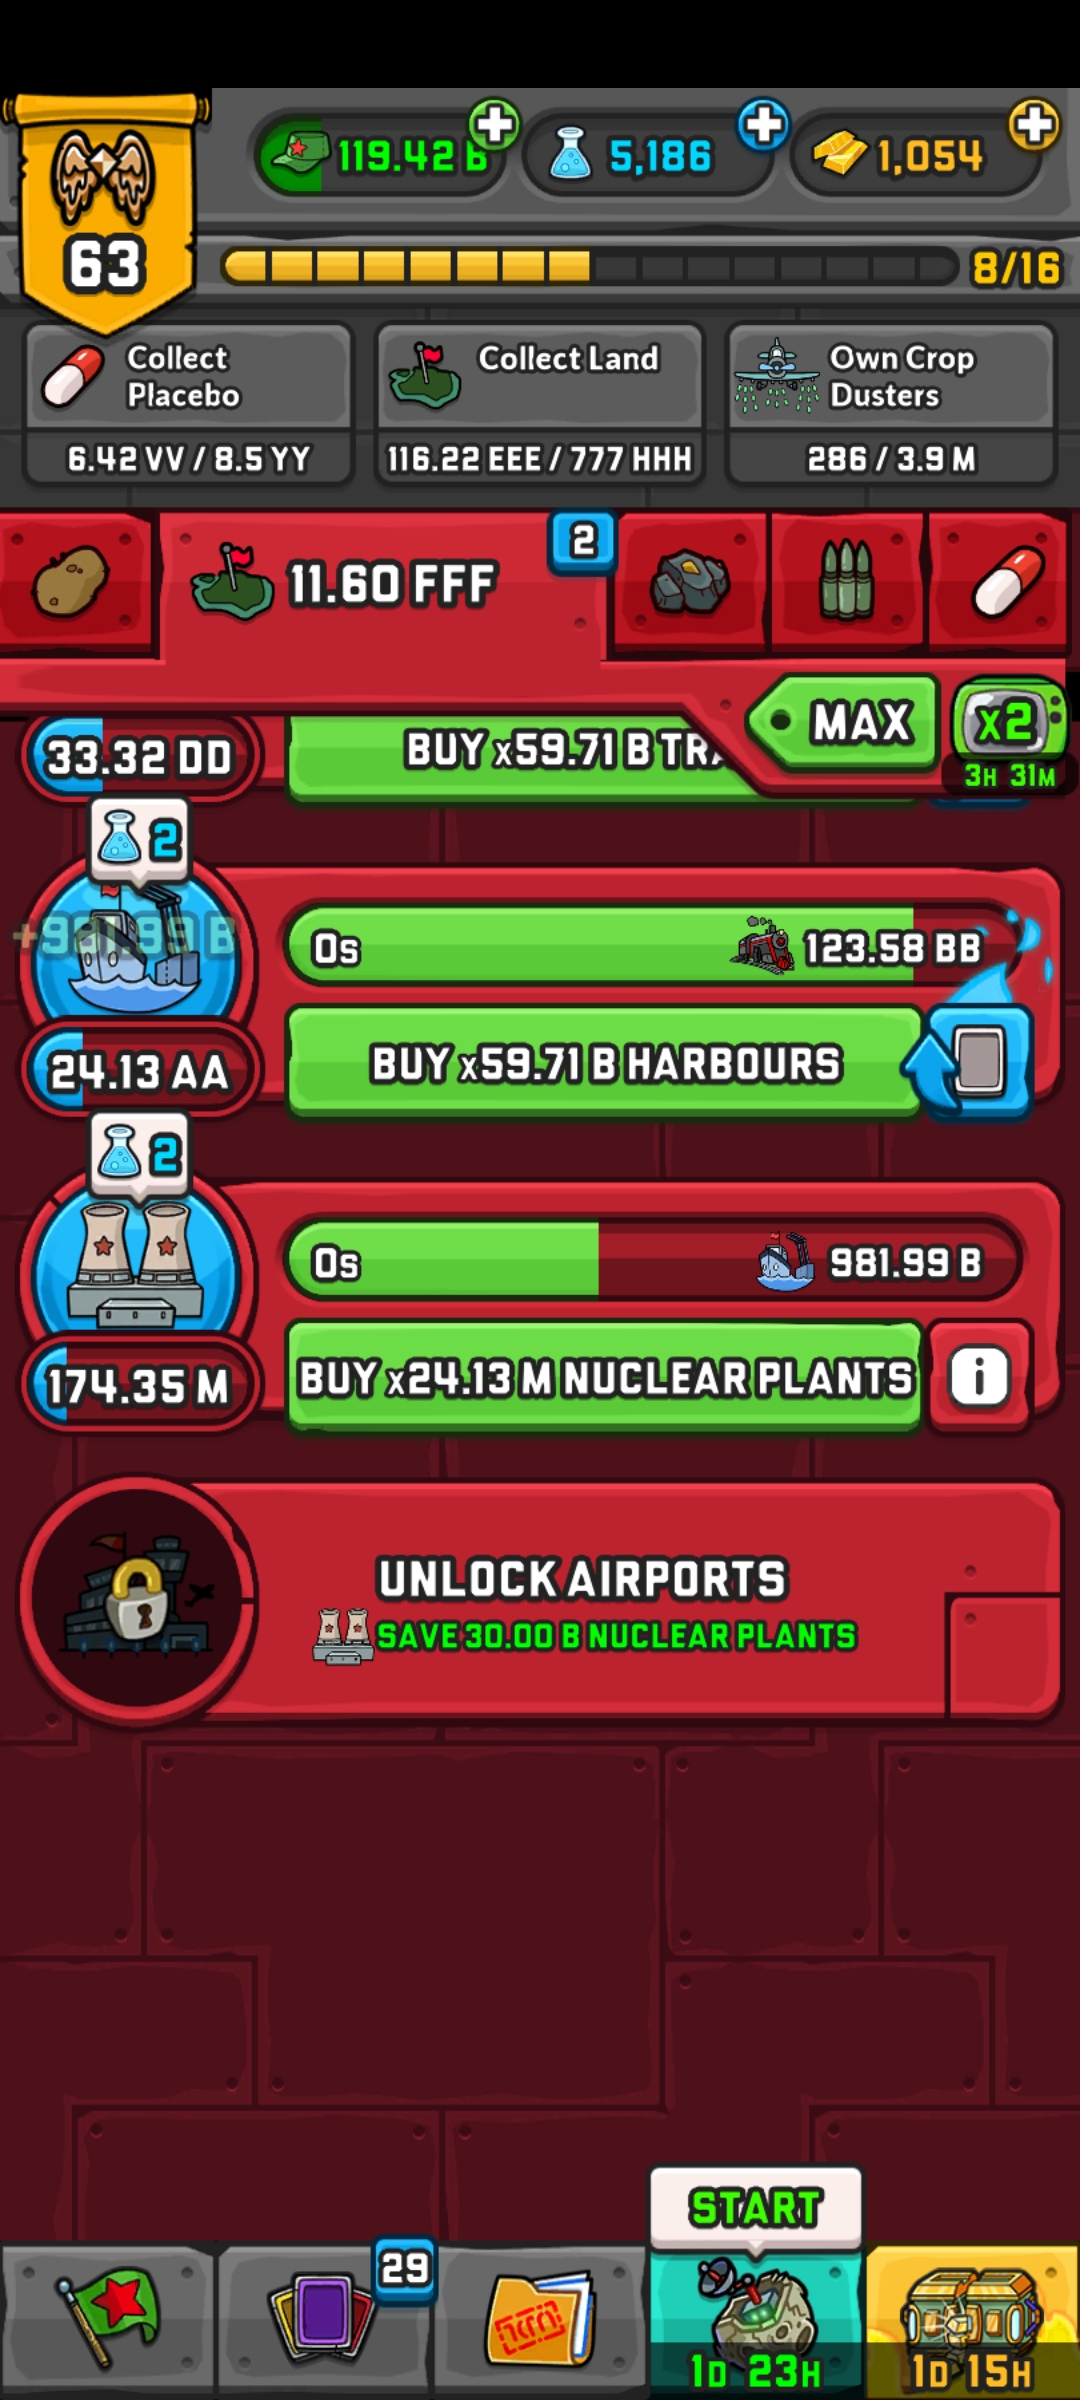 63
119.42 B
5,186
1,054
8/16
Collect
Placebo
6.42 VV / 8.5 YY
Collect Land
116.22 EEE / 777 HHH
Own Crop
Dusters
286 / 3.9 M
11.60 FFF
2
MAX
x2
3H 31M
33.32 DD
BUY x59.71 B TRA
2
+981.99 B
0s
123.58 BB
24.13 AA
BUY x59.71 B HARBOURS
2
0s
981.99 B
174.35 M
BUY x24.13 M NUCLEAR PLANTS
i
UNLOCK AIRPORTS
SAVE 30.00 B NUCLEAR PLANTS
START
29
1D 23H
1D 15H